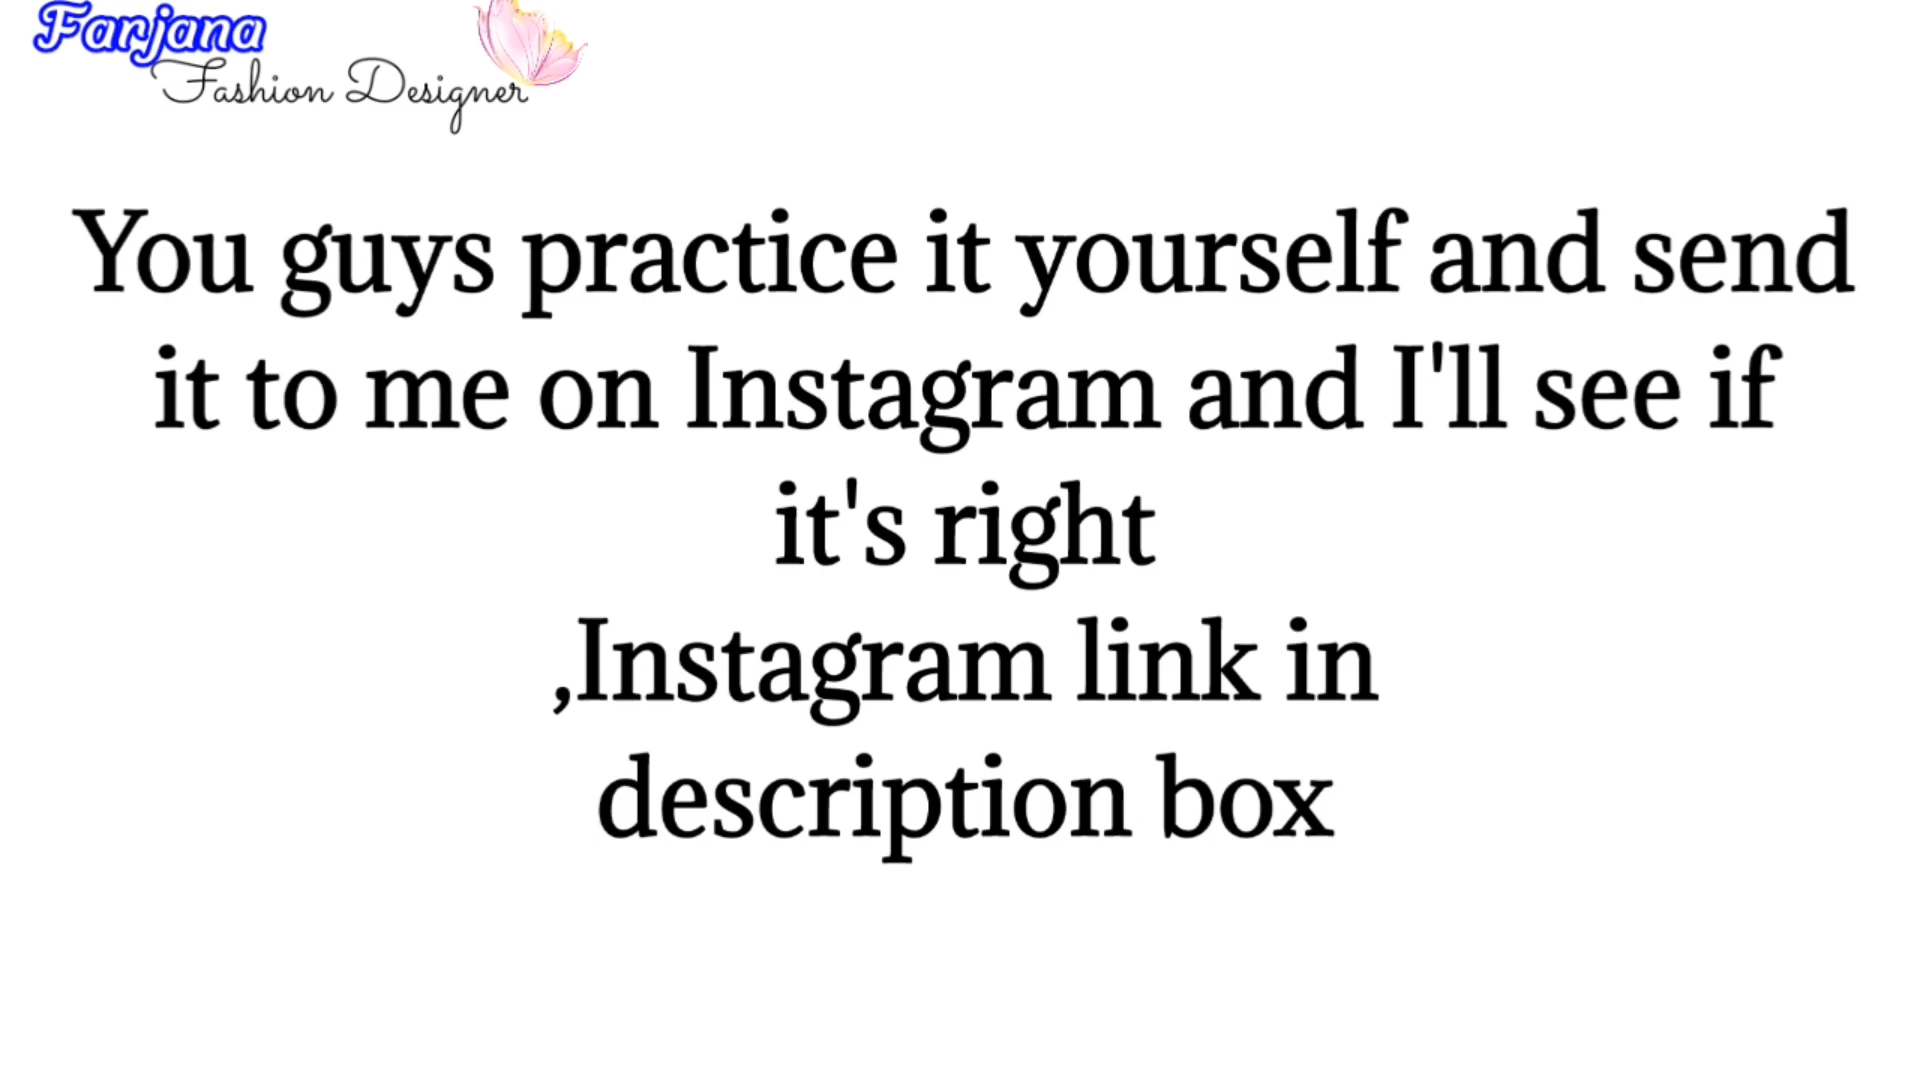 Farjana
Fashion Designer
You guys practice it yourself and send
it to me on Instagram and I'll see if
it's right
,Instagram link in
description box